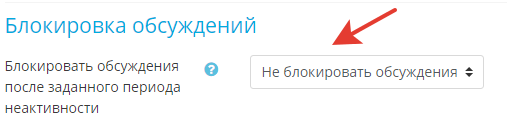 Блокировка обсуждений
Блокировать обсуждения
после заданного периода
неактивности
?
Не блокировать обсуждения